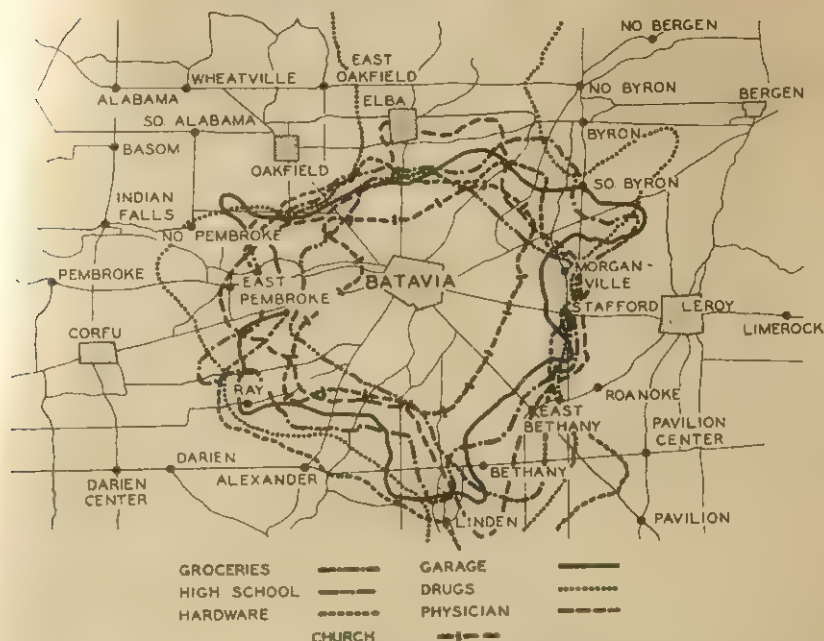 NO BERGEN
EAST
OAKFIELD
WHEATVILLE
ELBA
ALABAMA
NO BYRON
BERGEN
SO. ALABAMA
BYRON
BASOM
OAKFIELD
SO. BYRON
INDIAN
FALLS
NO PEMBROKE
PEMBROKE
EAST
PEMBROKE
BATAVIA
MORGAN-
VILLE
STAFFORD
LEROY
LIMEROCK
CORFU
RAY
ROANOKE
EAST
BETHANY
PAVILION
CENTER
DARIEN
BETHANY
DARIEN
CENTER
ALEXANDER
LINDEN
PAVILION
GROCERIES
GARAGE
HIGH SCHOOL
DRUGS
HARDWARE
PHYSICIAN
CHURCH